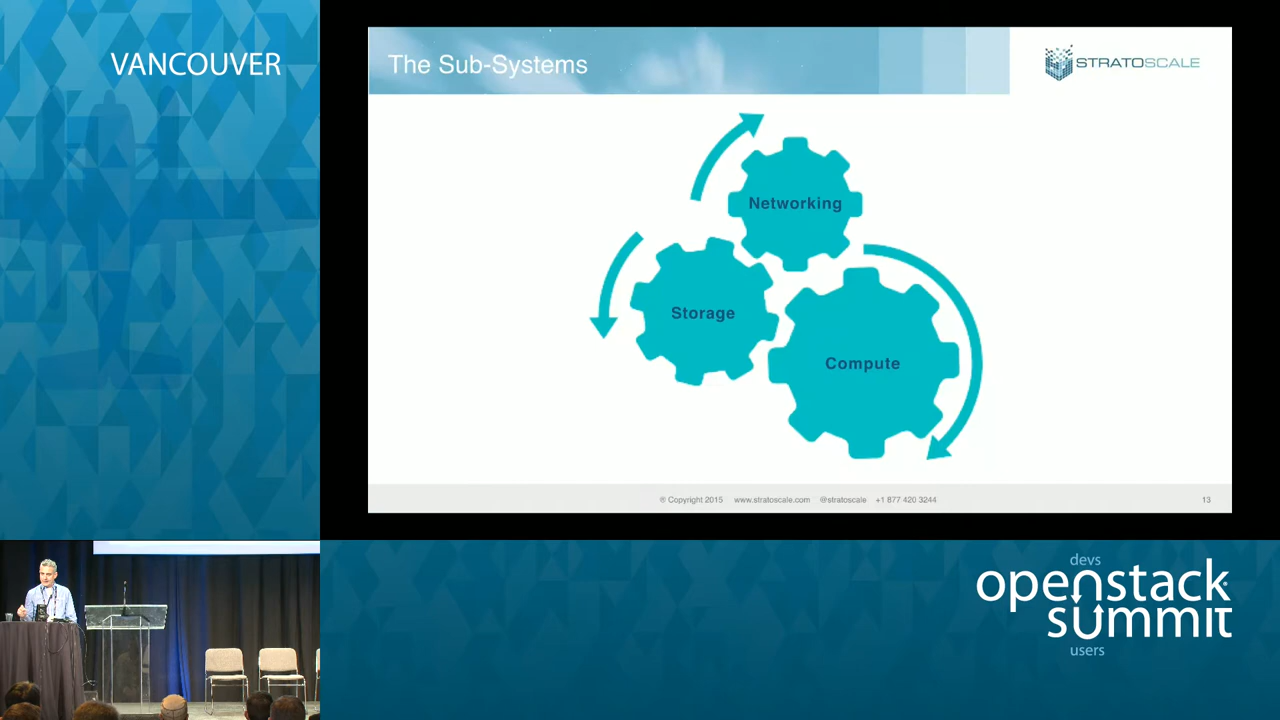 VANCOUVER
The Sub-Systems
STRATOSCALE
Networking
Storage
Compute
® Copyright 2015 www.stratoscale.com @stratoscale +1 877 420 3244
13
devs
openstack
summit
users